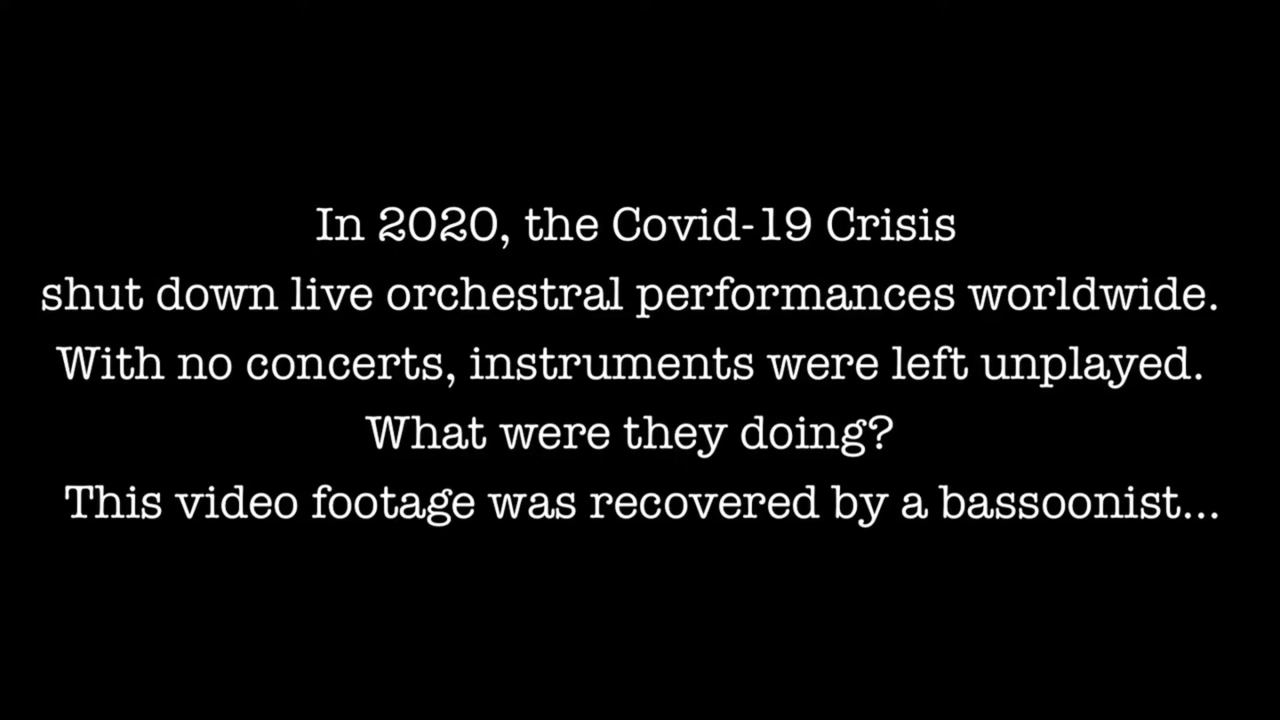 In 2020, the Covid-19 Crisis
shut down live orchestral performances worldwide.
With no concerts, instruments were left unplayed.
What were they doing?
This video footage was recovered by a bassoonist...